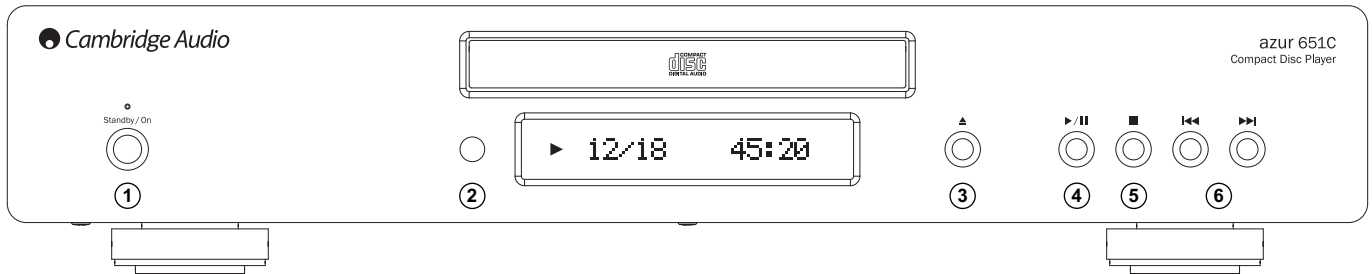 Cambridge Audio
COMPACT
disc
DIGITAL AUDIO
azur 651C
Compact Disc Player
Standby / On
12/18 45:20
1
2
3
4
5
6